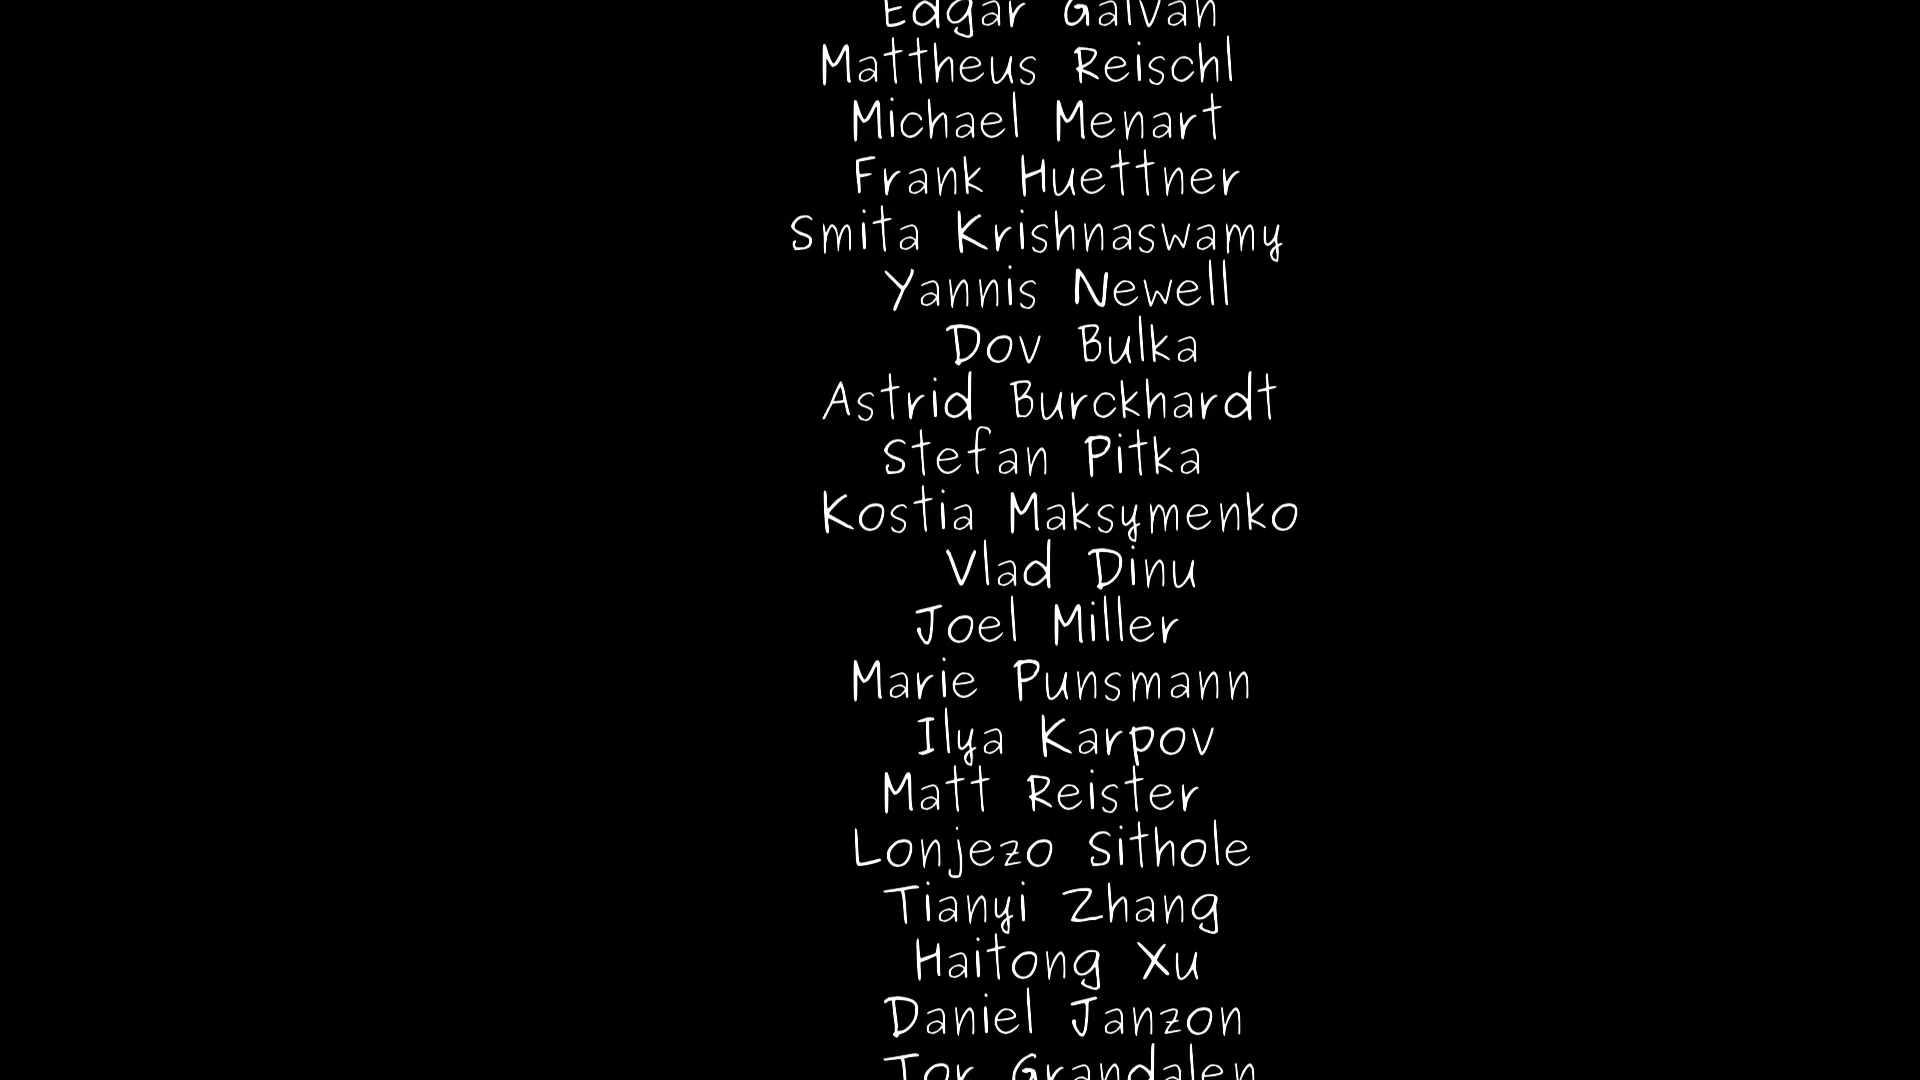 Edgar Galvan
Mattheus Reischl
Michael Menart
Frank Huettner
Smita Krishnaswamy
Yannis Newell
Dov Bulka
Astrid Burckhardt
Stefan Pitka
Kostia Maksymenko
Vlad Dinu
Joel Miller
Marie Punsmann
Ilya Karpov
Matt Reister
Lonjezo Sithole
Tianyi Zhang
Haitong Xu
Daniel Janzon
Tor Grandalen